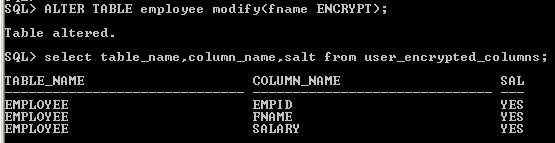 SQL> ALTER TABLE employee modify(fname ENCRYPT);
Table altered.
SQL> select table_name,column_name,salt from user_encrypted_columns;
TABLE_NAME COLUMN_NAME SAL
EMPLOYEE EMPID YES
EMPLOYEE FNAME YES
EMPLOYEE SALARY YES